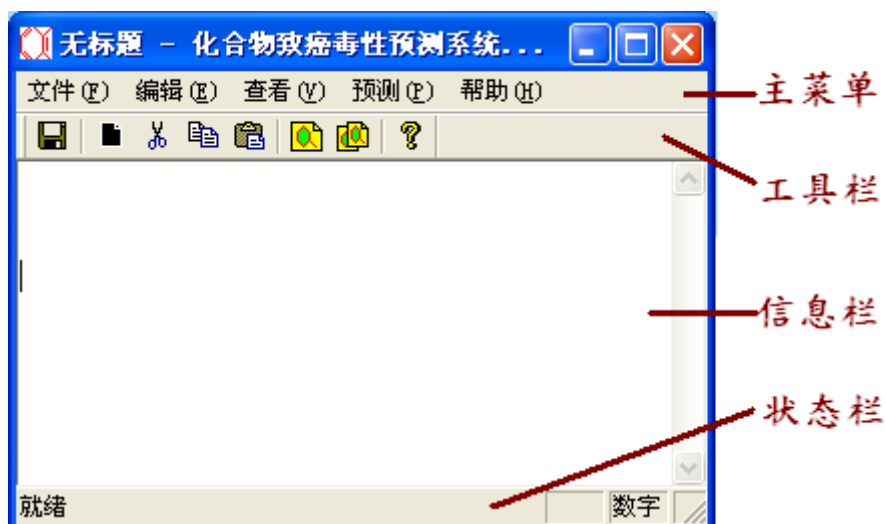 无标题 - 化合物致癌毒性预测系统...
文件(F) 编辑(E) 查看(V) 预测(P) 帮助(H)
主菜单
工具栏
信息栏
状态栏
就绪
数字